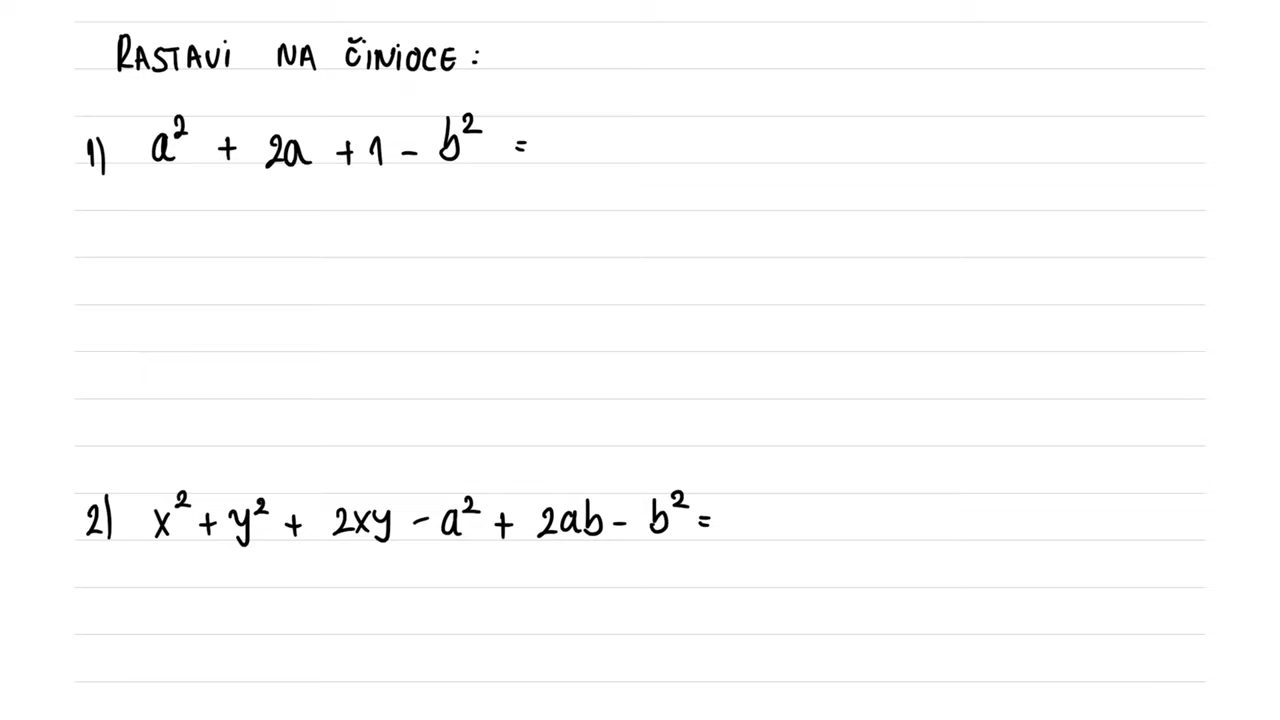 RASTAVI NA ČINIOCE:
1) a² + 2a + 1 - b² =
2) x² + y² + 2xy - a² + 2ab - b² =